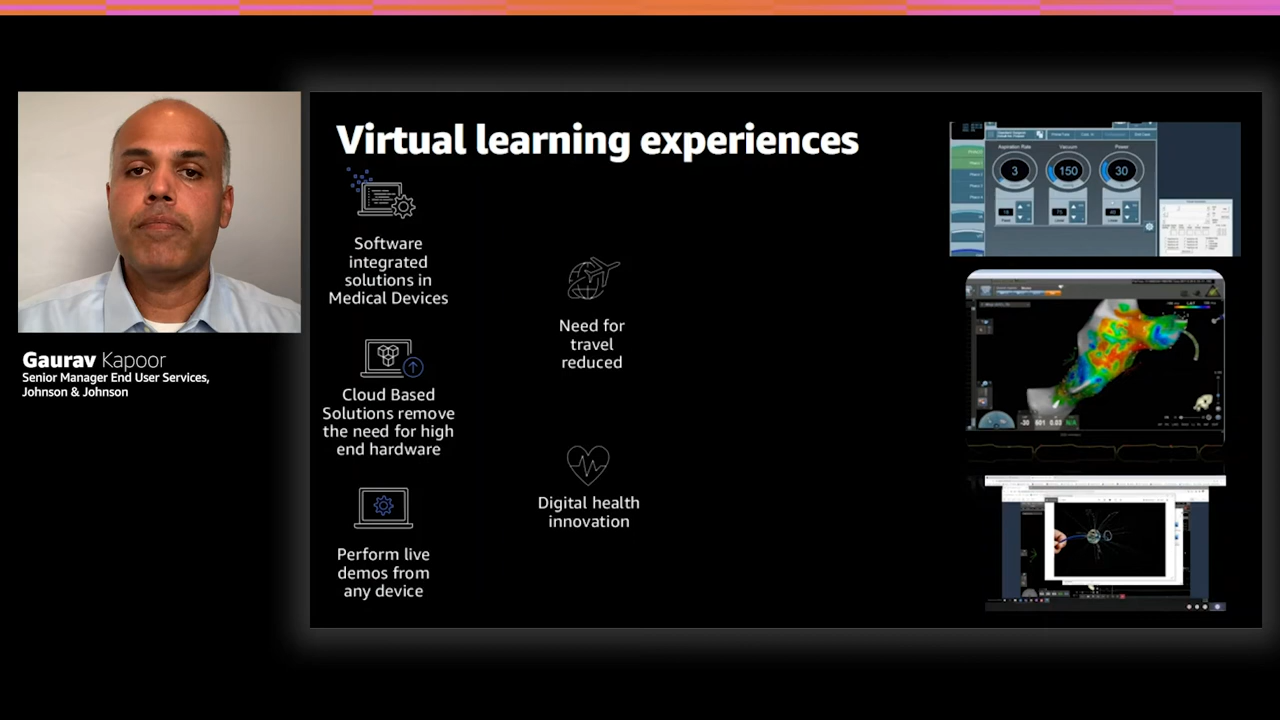 Virtual learning experiences
Software
integrated
solutions in
Medical Devices
Cloud Based
Solutions remove
the need for high
end hardware
Perform live
demos from
any device
Need for
travel
reduced
Digital health
innovation
Gaurav Kapoor
Senior Manager End User Services,
Johnson & Johnson
Aspiration Rate
Vacuum
Power
3
150
30